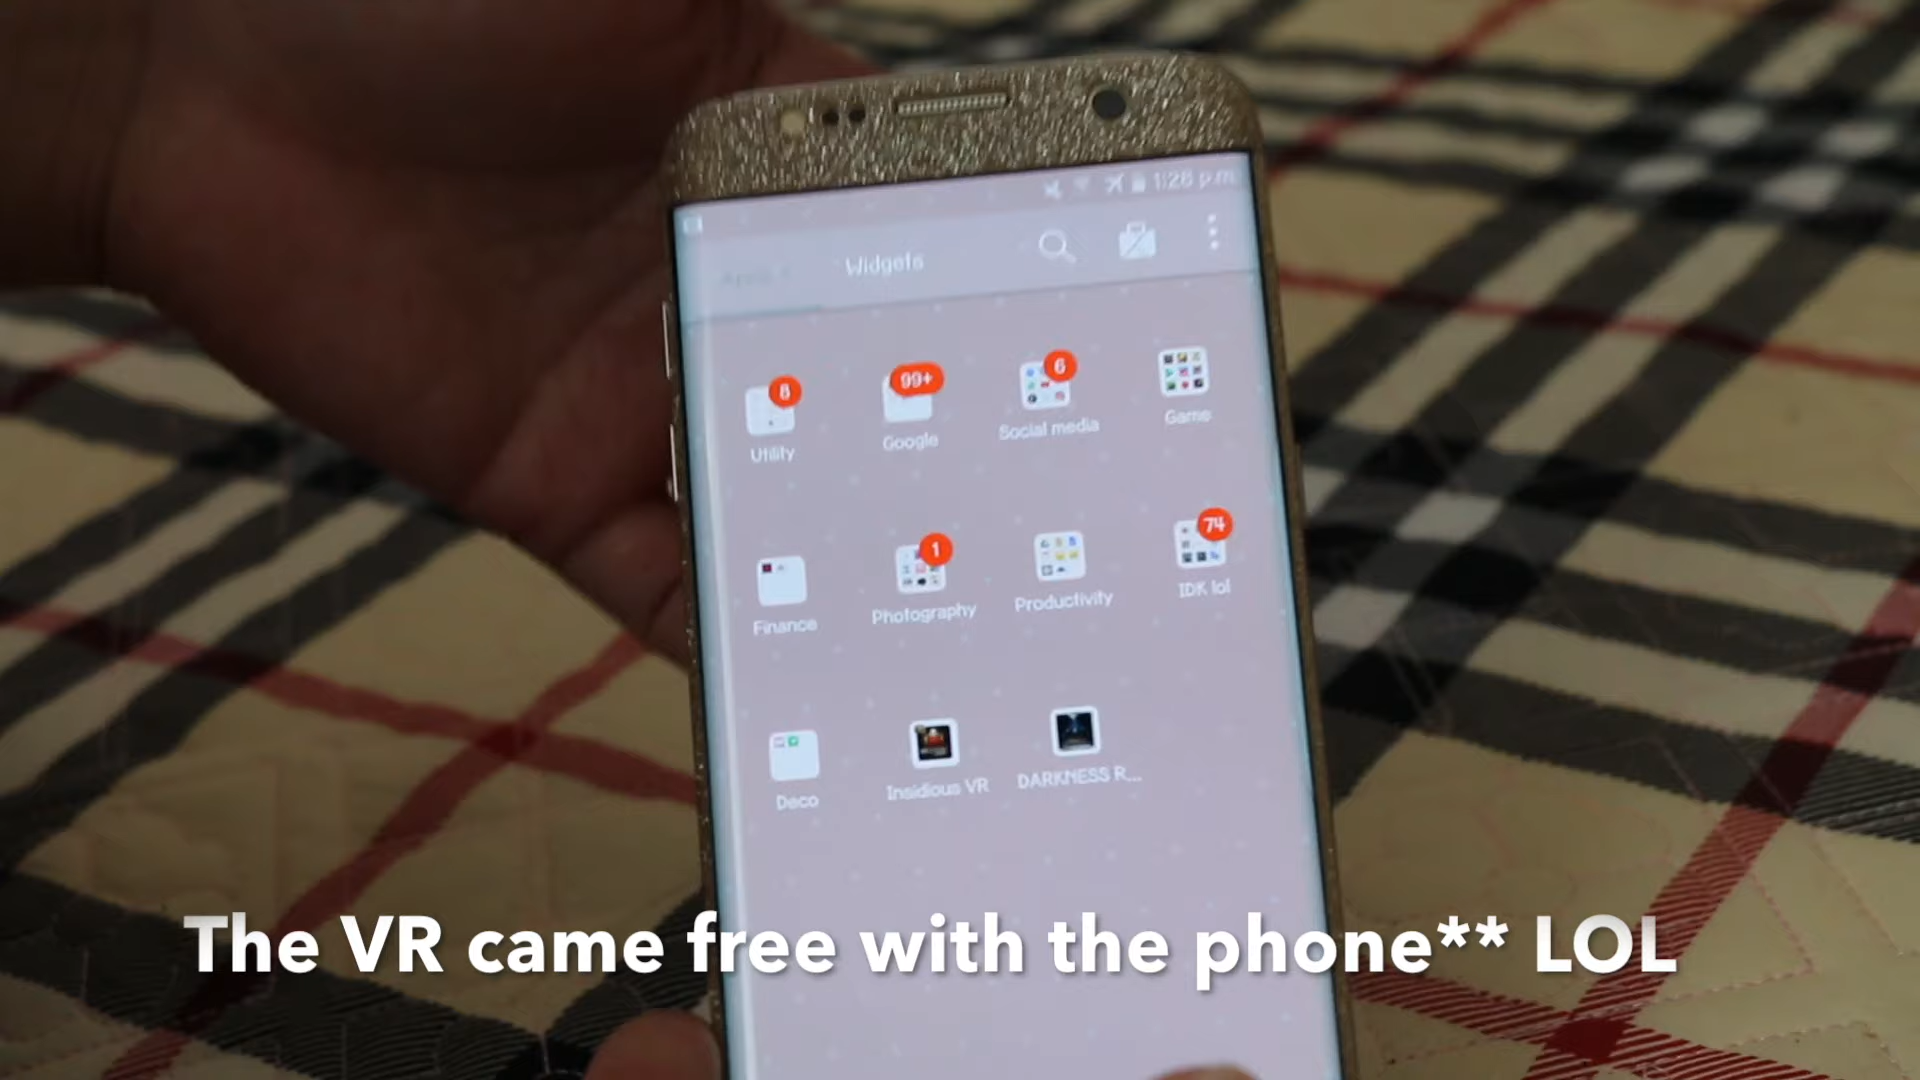 1:26 p.m.
Widgets
8
99+
6
Utility
Google
Social media
Game
1
74
Finance
Photography
Productivity
IDK lol
Deco
Insidious VR
DARKNESS R...
The VR came free with the phone** LOL